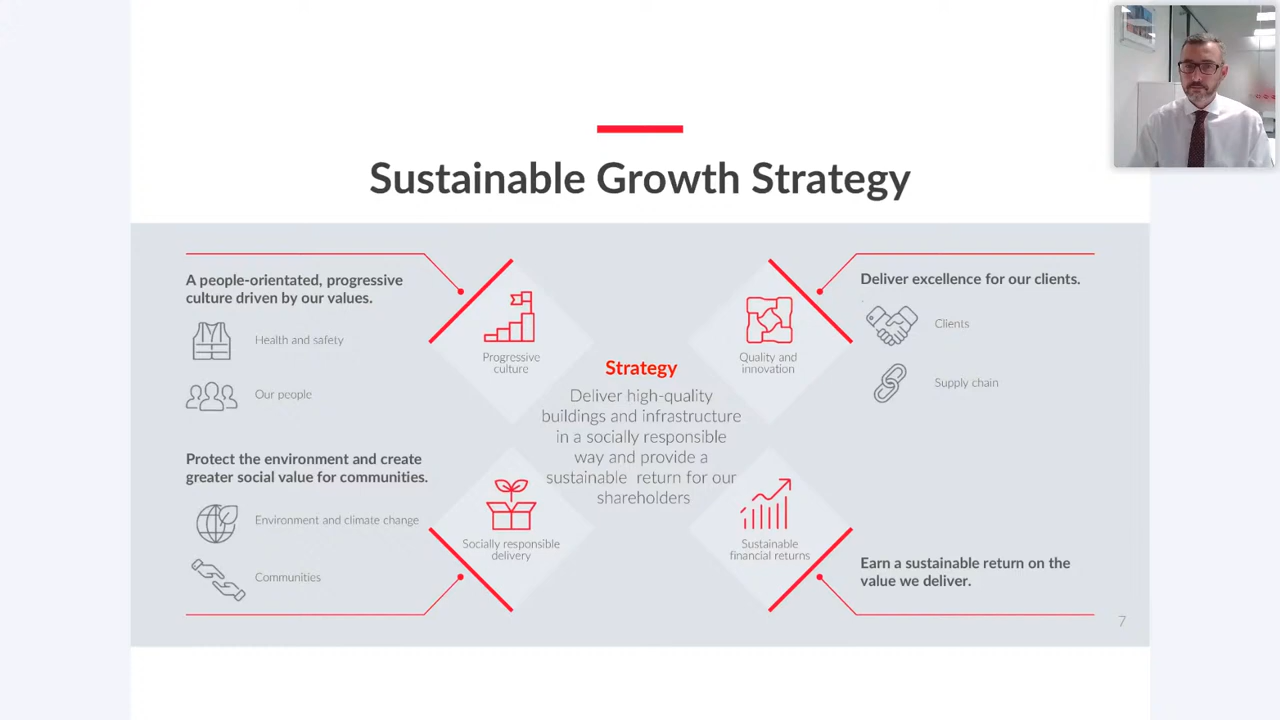 Sustainable Growth Strategy
A people-orientated, progressive
culture driven by our values.
Health and safety
Our people
Progressive
culture
Quality and
innovation
Deliver excellence for our clients.
Clients
Supply chain
Strategy
Deliver high-quality
buildings and infrastructure
in a socially responsible
way and provide a
sustainable return for our
shareholders
Protect the environment and create
greater social value for communities.
Environment and climate change
Communities
Socially responsible
delivery
Sustainable
financial returns
Earn a sustainable return on the
value we deliver.
7